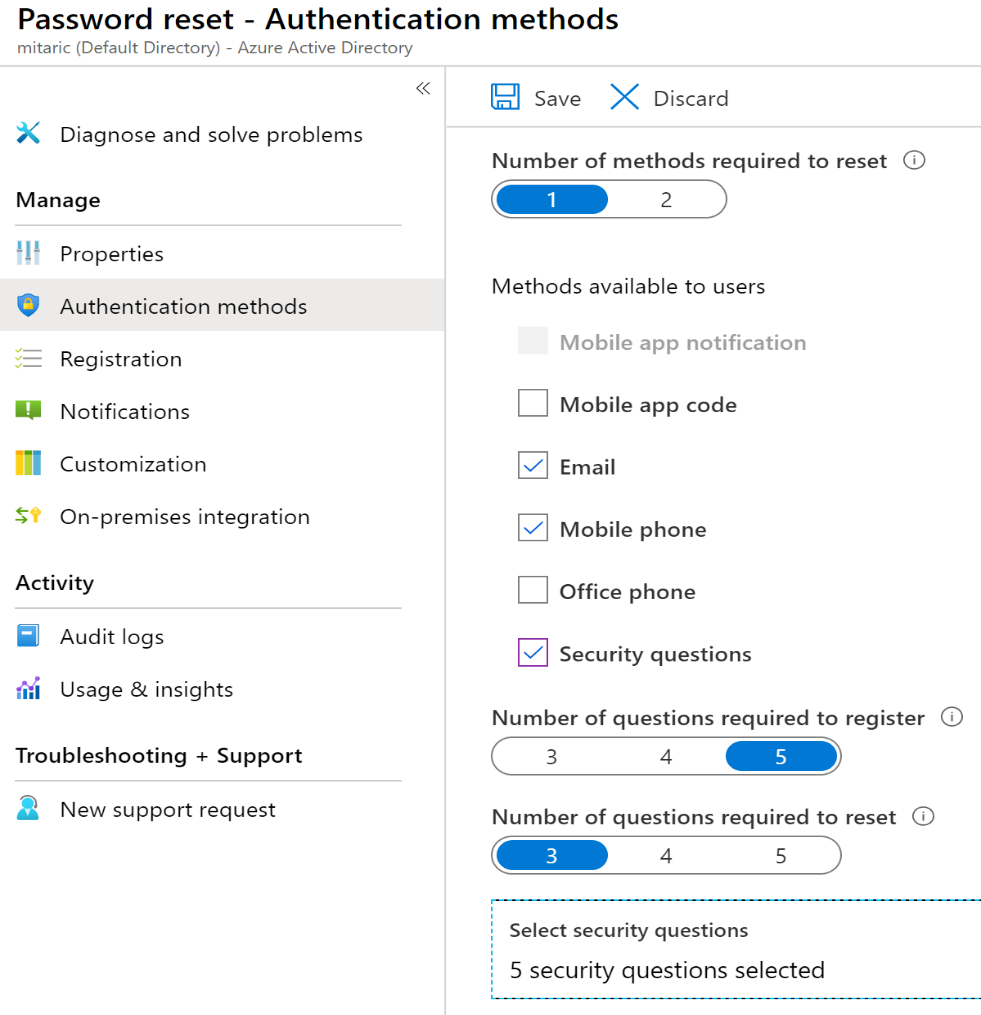 Password reset - Authentication methods
mitaric (Default Directory) - Azure Active Directory
«
Diagnose and solve problems
Manage
Properties
Authentication methods
Registration
Notifications
Customization
On-premises integration
Activity
Audit logs
Usage & insights
Troubleshooting + Support
New support request
Save Discard
Number of methods required to reset
1 2
Methods available to users
Mobile app notification
Mobile app code
Email
Mobile phone
Office phone
Security questions
Number of questions required to register
3 4 5
Number of questions required to reset
3 4 5
Select security questions
5 security questions selected